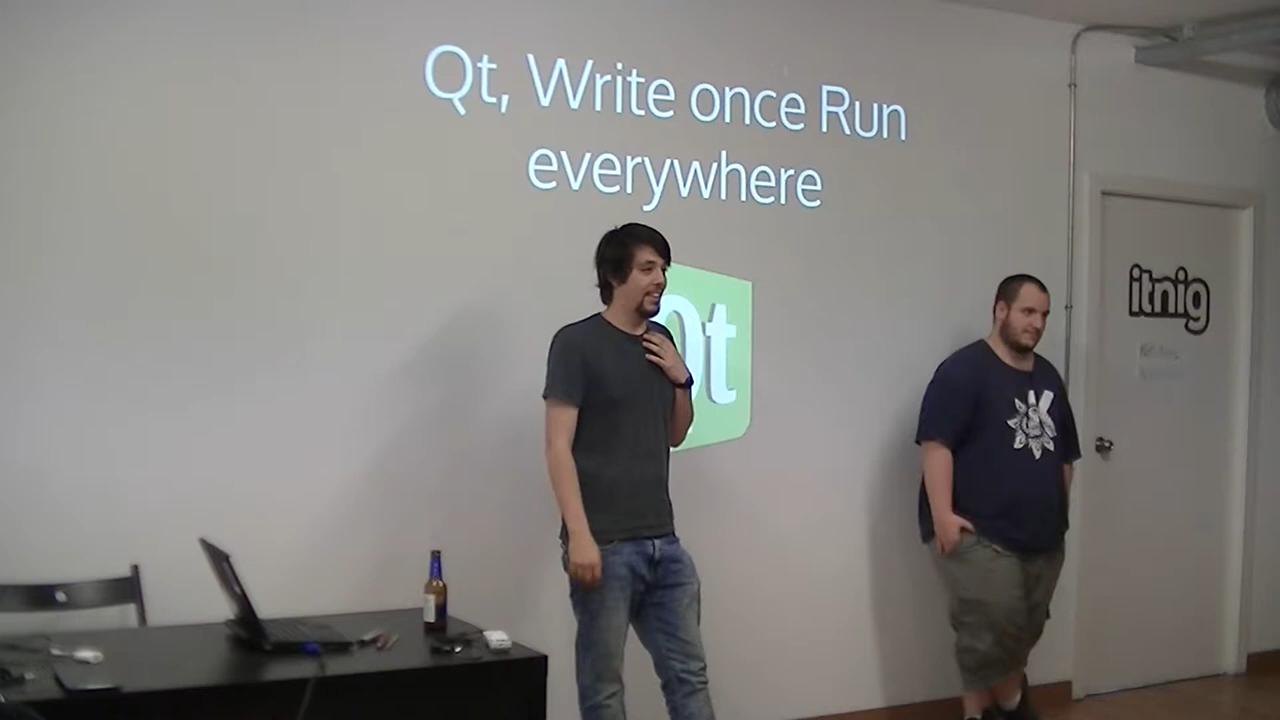 Qt, Write once Run
everywhere
Qt
itnig